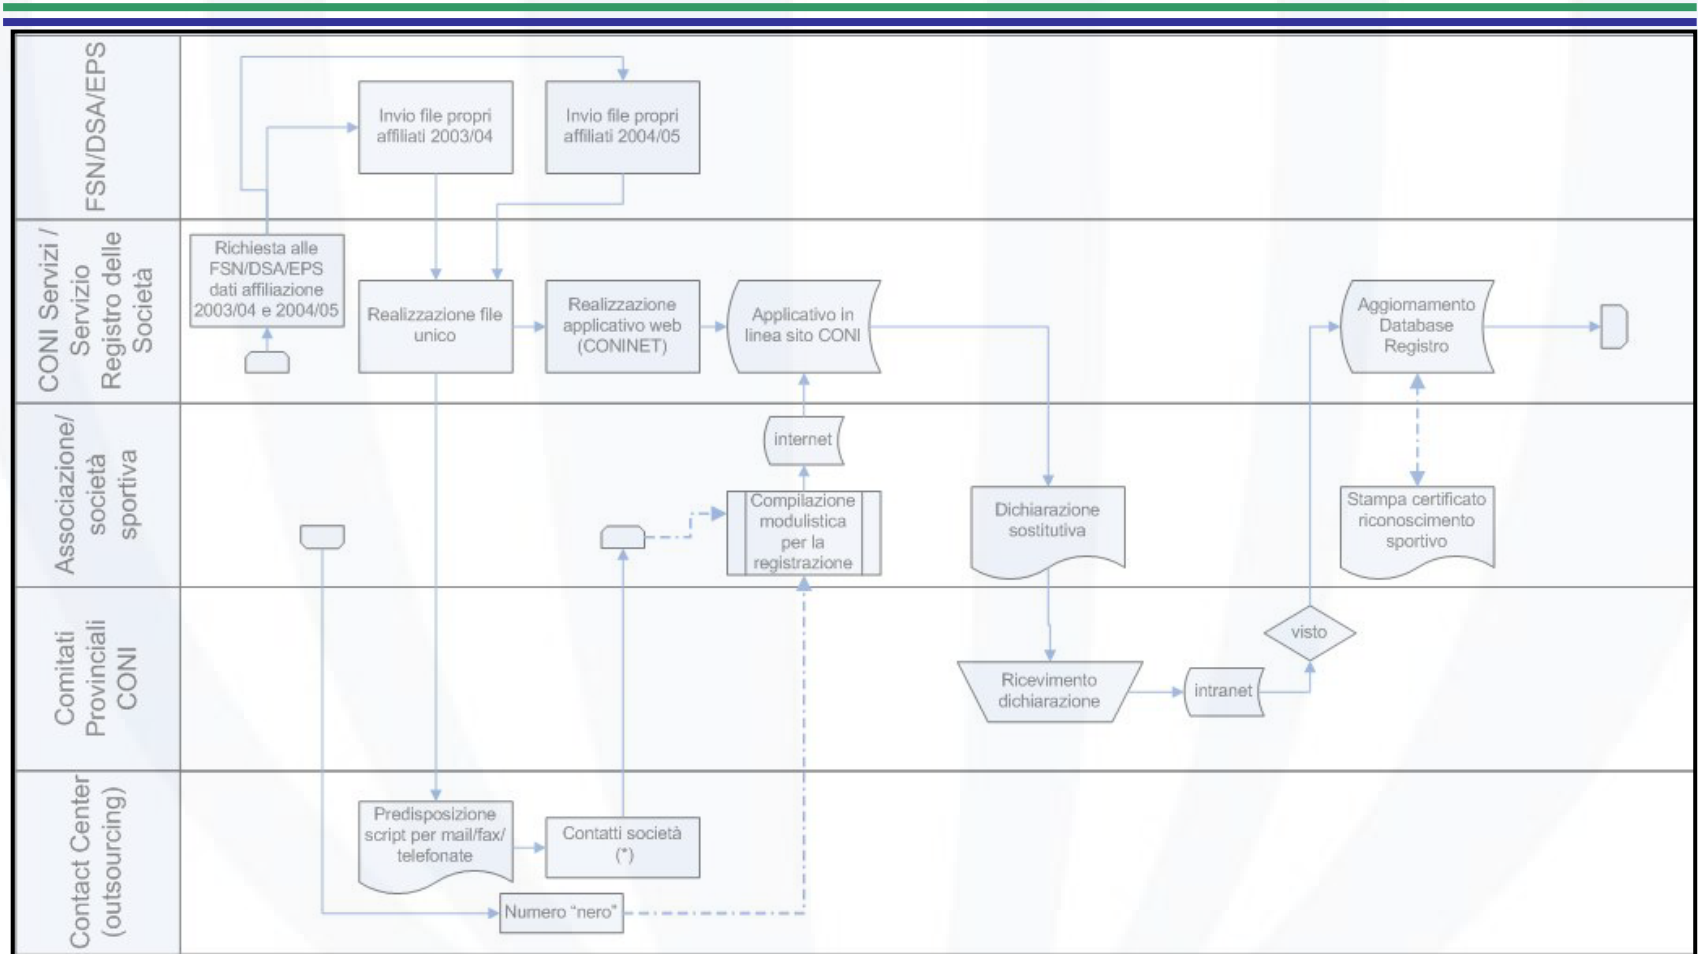 FSN/DSA/EPS
Invio file propri
affiliati 2003/04
Invio file propri
affiliati 2004/05
CONI Servizi /
Servizio
Registro delle
Società
Richiesta alle
FSN/DSA/EPS
dati affiliazione
2003/04 e 2004/05
Realizzazione file
unico
Realizzazione
applicativo web
(CONINET)
Applicativo in
linea sito CONI
Aggiornamento
Database
Registro
Associazione/
società
sportiva
internet
Compilazione
modulistica
per la
registrazione
Dichiarazione
sostitutiva
Stampa certificato
riconoscimento
sportivo
Comitati
Provinciali
CONI
visto
Ricevimento
dichiarazione
intranet
Contact Center
(outsourcing)
Predisposizione
script per mail/fax/
telefonate
Contatti società
(*)
Numero “nero”